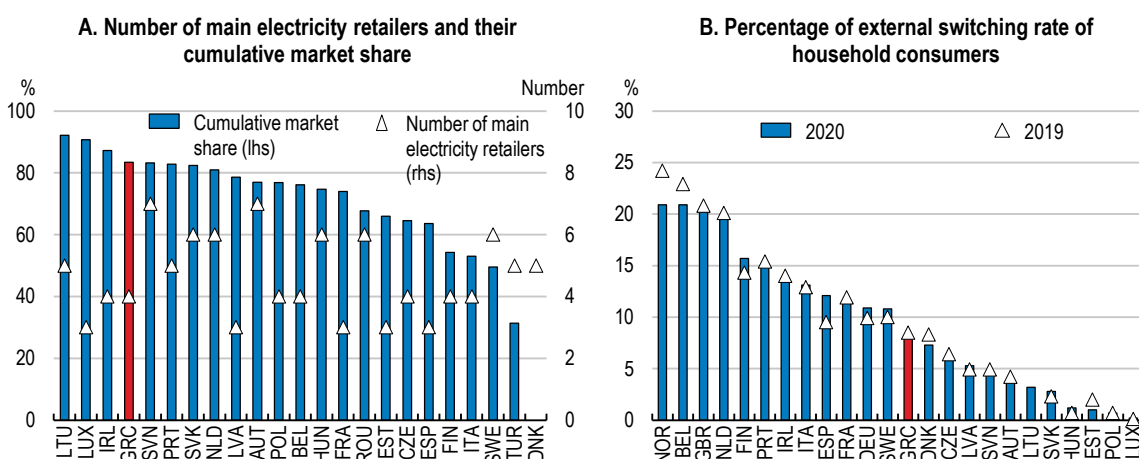 A. Number of main electricity retailers and their
cumulative market share
%
Number
100
80
60
40
20
0
10
8
6
4
2
0
Cumulative market
share (lhs)
Number of main
electricity retailers
(rhs)
LTU
LUX
IRL
GRC
SVN
PRT
SVK
NLD
LVA
AUT
POL
BEL
HUN
FRA
ROU
EST
CZE
ESP
FIN
ITA
SWE
TUR
DNK
B. Percentage of external switching rate of
household consumers
%
30
25
20
15
10
5
0
2020
2019
NOR
BEL
GBR
NLD
FIN
PRT
IRL
ITA
ESP
FRA
DEU
SWE
GRC
DNK
CZE
LVA
SVN
AUT
LTU
SVK
HUN
EST
POL
LUX